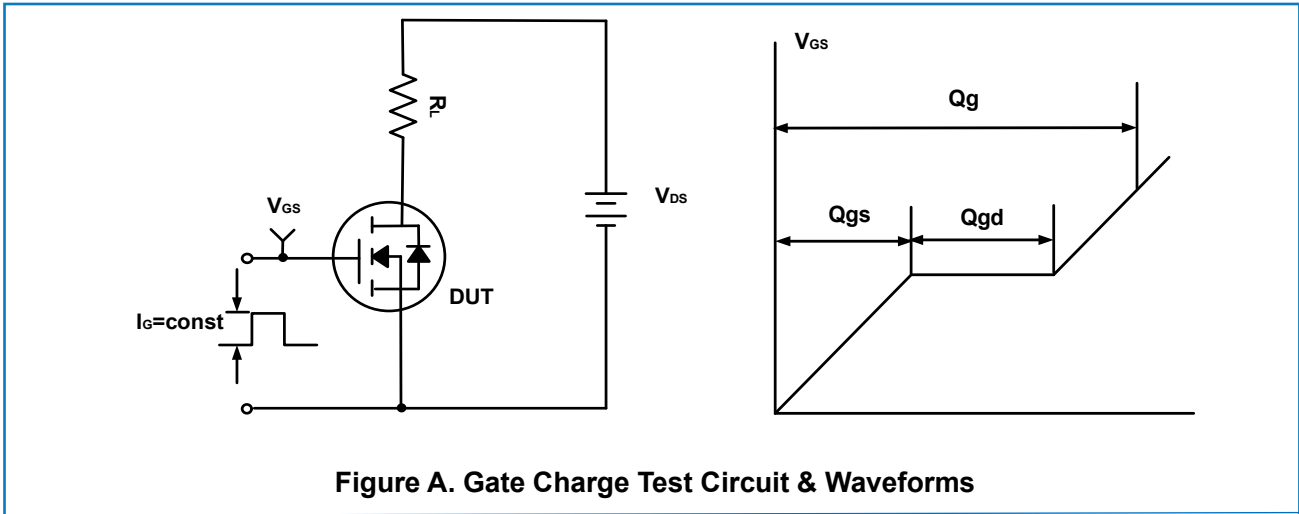 RL
VGS
VDS
DUT
IG=const
VGS
Qg
Qgs
Qgd
Figure A. Gate Charge Test Circuit & Waveforms